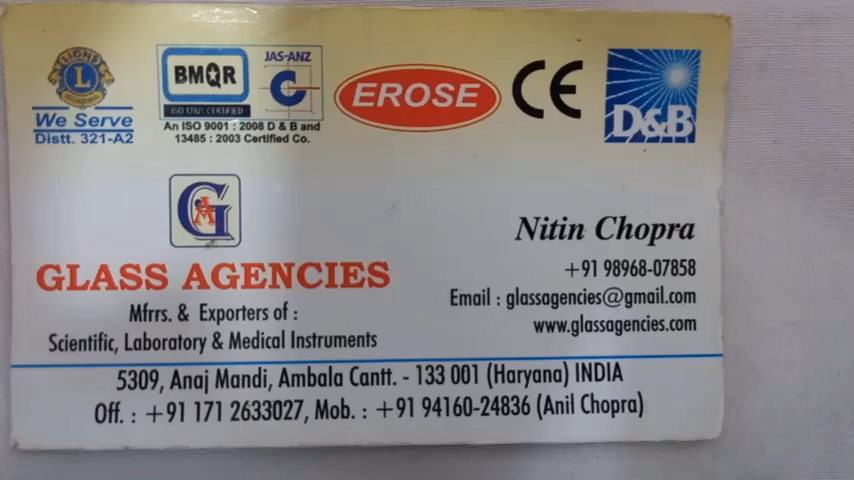 LIONS
L
We Serve
Distt. 321-A2
BMQR
JAS-ANZ
An ISO 9001 : 2008 D & B and
13485 : 2003 Certified Co.
EROSE
CE
D&B
GLASS AGENCIES
Mfrrs. & Exporters of :
Scientific, Laboratory & Medical Instruments
Nitin Chopra
+91 98968-07858
Email : glassagencies@gmail.com
www.glassagencies.com
5309, Anaj Mandi, Ambala Cantt. - 133 001 (Haryana) INDIA
Off. : +91 171 2633027, Mob. : +91 94160-24836 (Anil Chopra)